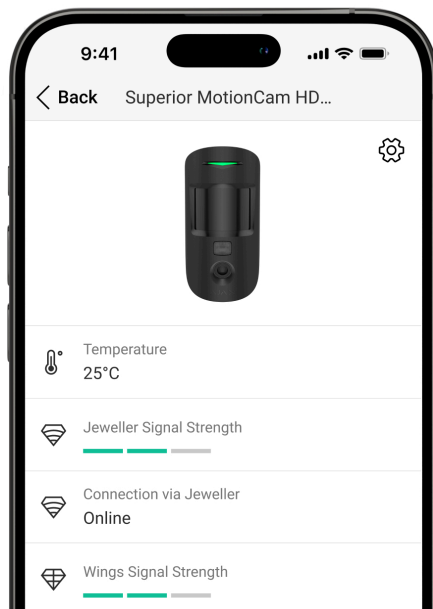 9:41
Back Superior MotionCam HD…
Temperature
25°C
Jeweller Signal Strength
Connection via Jeweller
Online
Wings Signal Strength